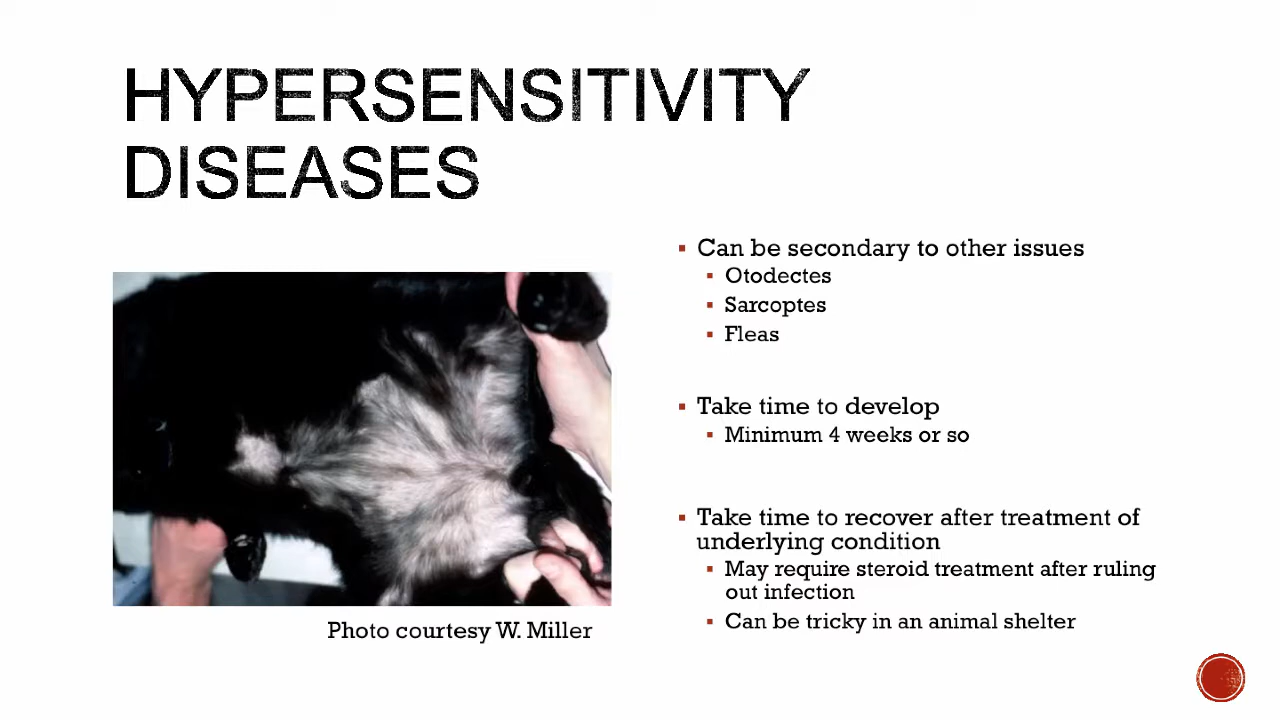 HYPERSENSITIVITY
DISEASES
▪ Can be secondary to other issues
▪ Otodectes
▪ Sarcoptes
▪ Fleas
▪ Take time to develop
▪ Minimum 4 weeks or so
▪ Take time to recover after treatment of
underlying condition
▪ May require steroid treatment after ruling
out infection
▪ Can be tricky in an animal shelter
Photo courtesy W. Miller